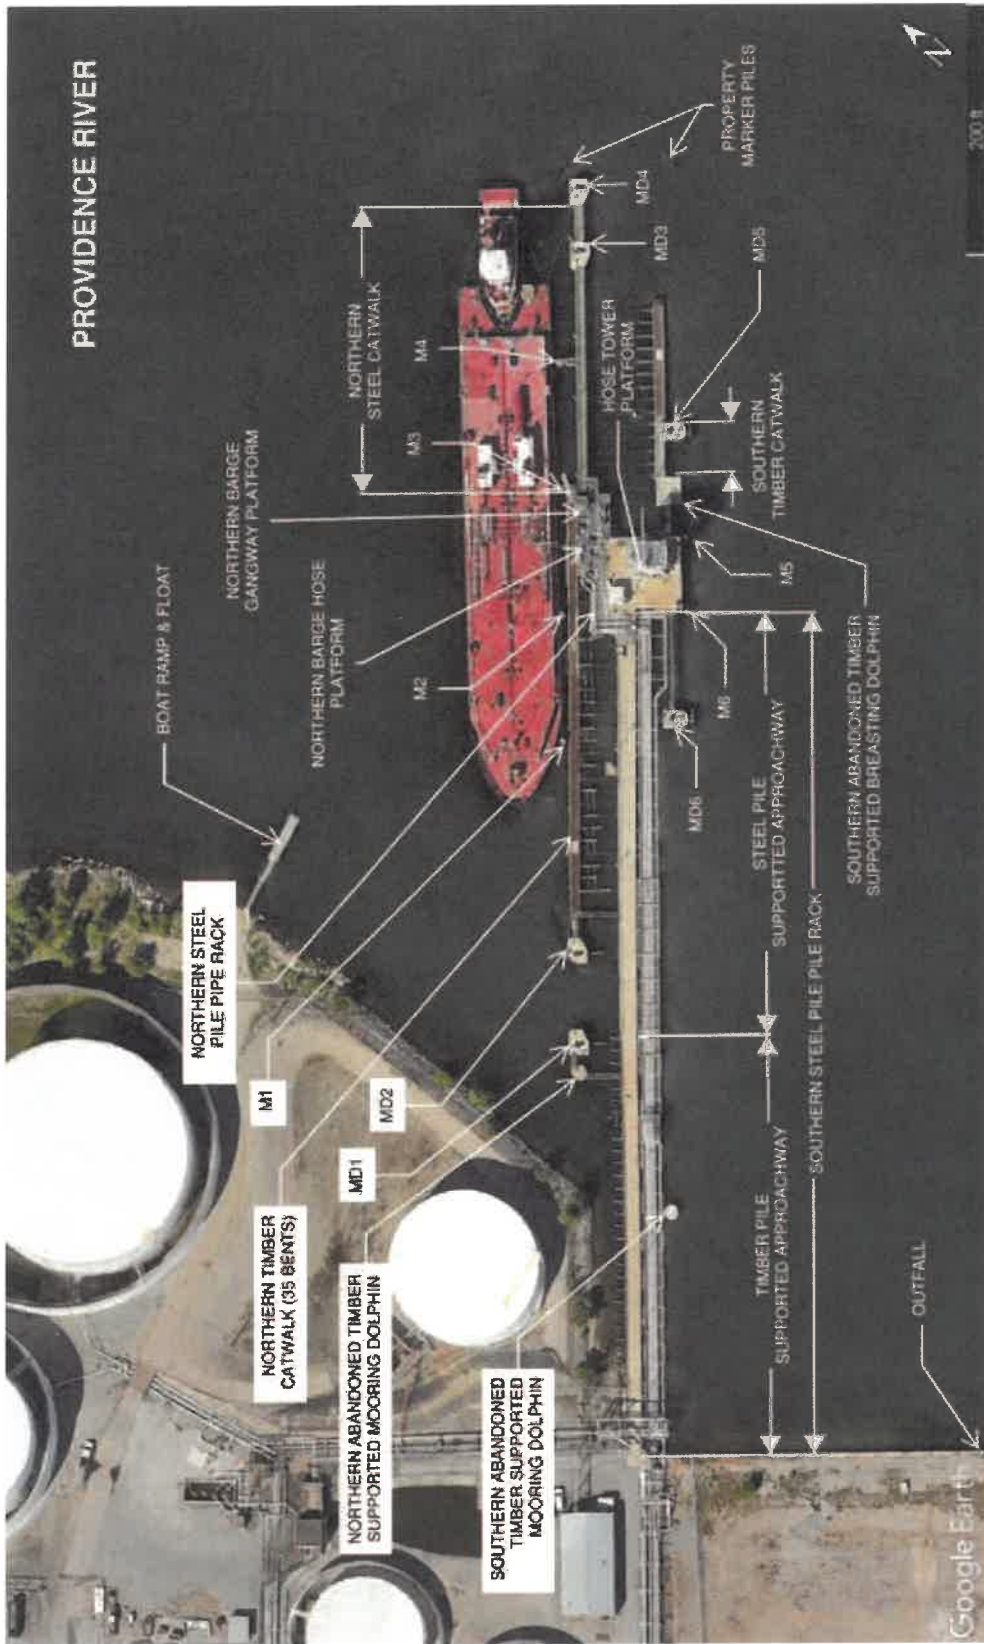 PROVIDENCE RIVER
BOAT RAMP & FLOAT
NORTHERN BARGE
GANGWAY PLATFORM
NORTHERN
STEEL CATWALK
NORTHERN BARGE HOSE
PLATFORM
M2
M3
M4
NORTHERN STEEL
PILE PIPE RACK
M1
MD2
MD1
NORTHERN TIMBER
CATWALK (35 BENTS)
NORTHERN ABANDONED TIMBER
SUPPORTED MOORING DOLPHIN
SOUTHERN ABANDONED
TIMBER SUPPORTED
MOORING DOLPHIN
HOSE TOWER
PLATFORM
MD3
MD4
PROPERTY
MARKER PILES
MD5
SOUTHERN
TIMBER CATWALK
M5
M6
MD6
SOUTHERN ABANDONED TIMBER
SUPPORTED BREASTING DOLPHIN
STEEL PILE
SUPPORTTED APPROACHWAY
TIMBER PILE
SUPPORTED APPROACHWAY
SOUTHERN STEEL PILE RACK
OUTFALL
Google Earth
N
200 ft